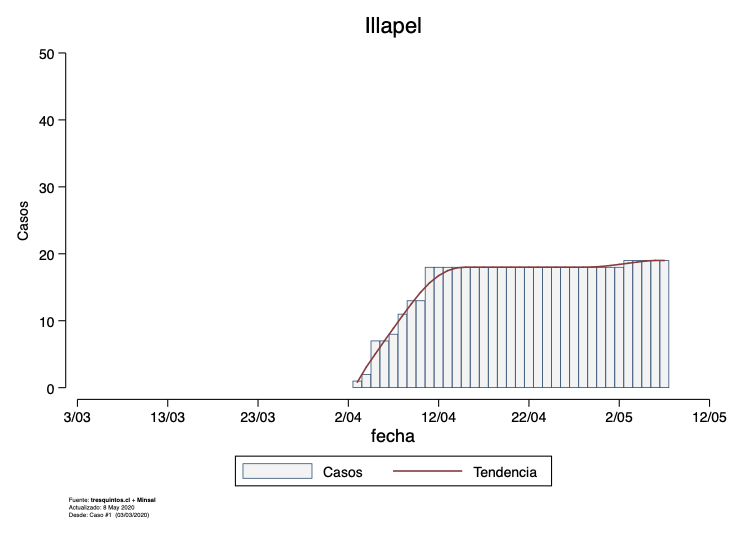 Illapel
Casos
50
40
30
20
10
0
3/03 13/03 23/03 2/04 12/04 22/04 2/05 12/05
fecha
Casos Tendencia
Fuente: tresquintos.cl + Minsal
Actualizado: 8 May 2020
Desde: Caso #1 (03/03/2020)